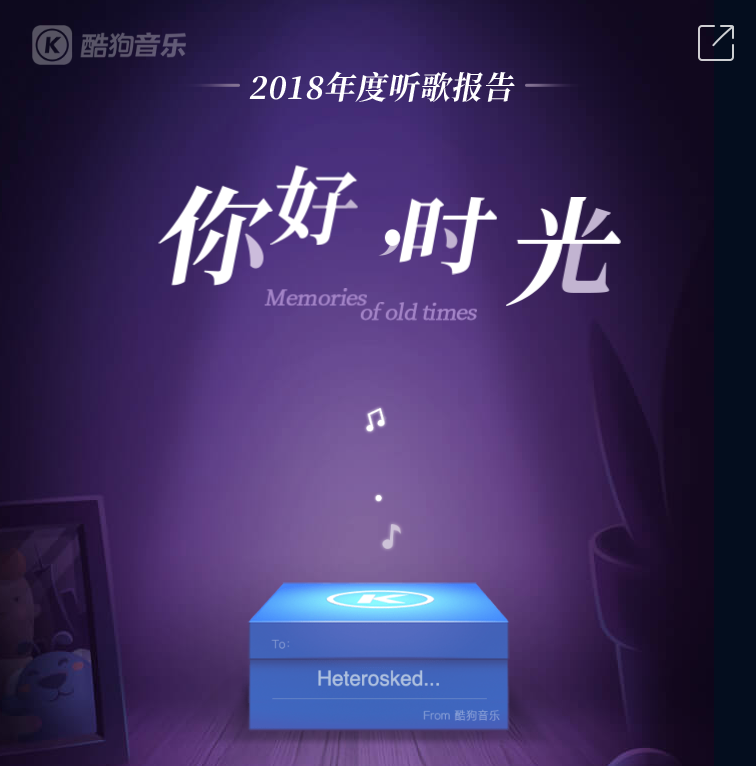 酷狗音乐
2018年度听歌报告
你好,时光
Memories
of old times
To:
Heterosked...
From 酷狗音乐